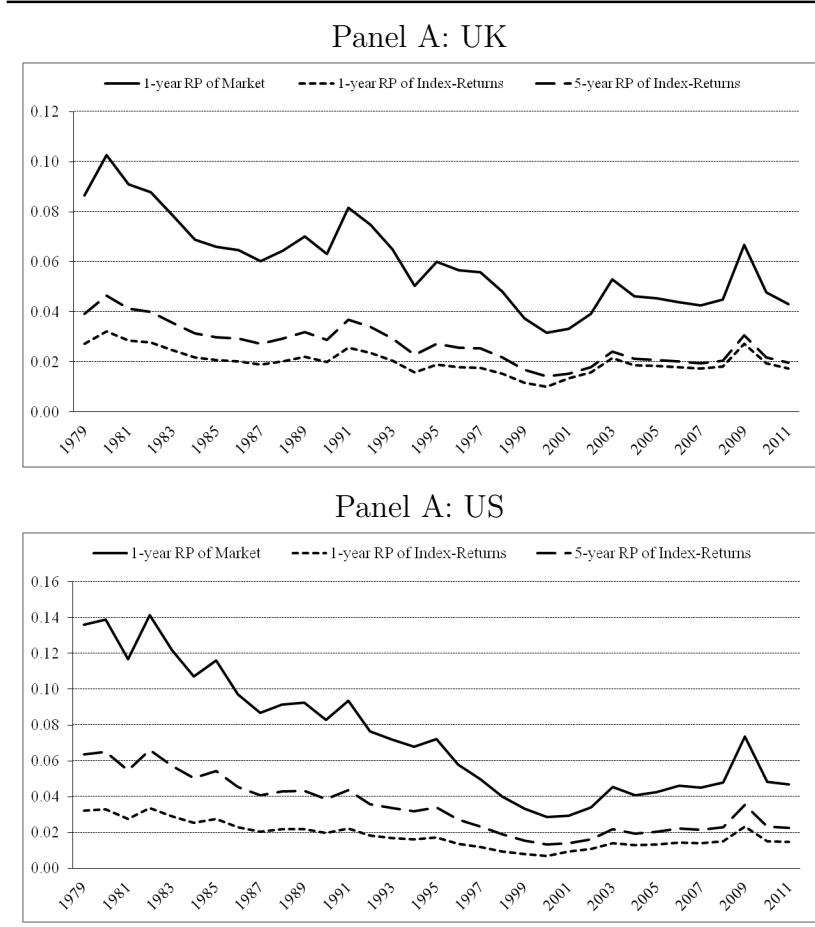 Panel A: UK
1-year RP of Market 1-year RP of Index-Returns 5-year RP of Index-Returns
0.12
0.10
0.08
0.06
0.04
0.02
0.00
1979 1981 1983 1985 1987 1989 1991 1993 1995 1997 1999 2001 2003 2005 2007 2009 2011
Panel A: US
1-year RP of Market 1-year RP of Index-Returns 5-year RP of Index-Returns
0.16
0.14
0.12
0.10
0.08
0.06
0.04
0.02
0.00
1979 1981 1983 1985 1987 1989 1991 1993 1995 1997 1999 2001 2003 2005 2007 2009 2011